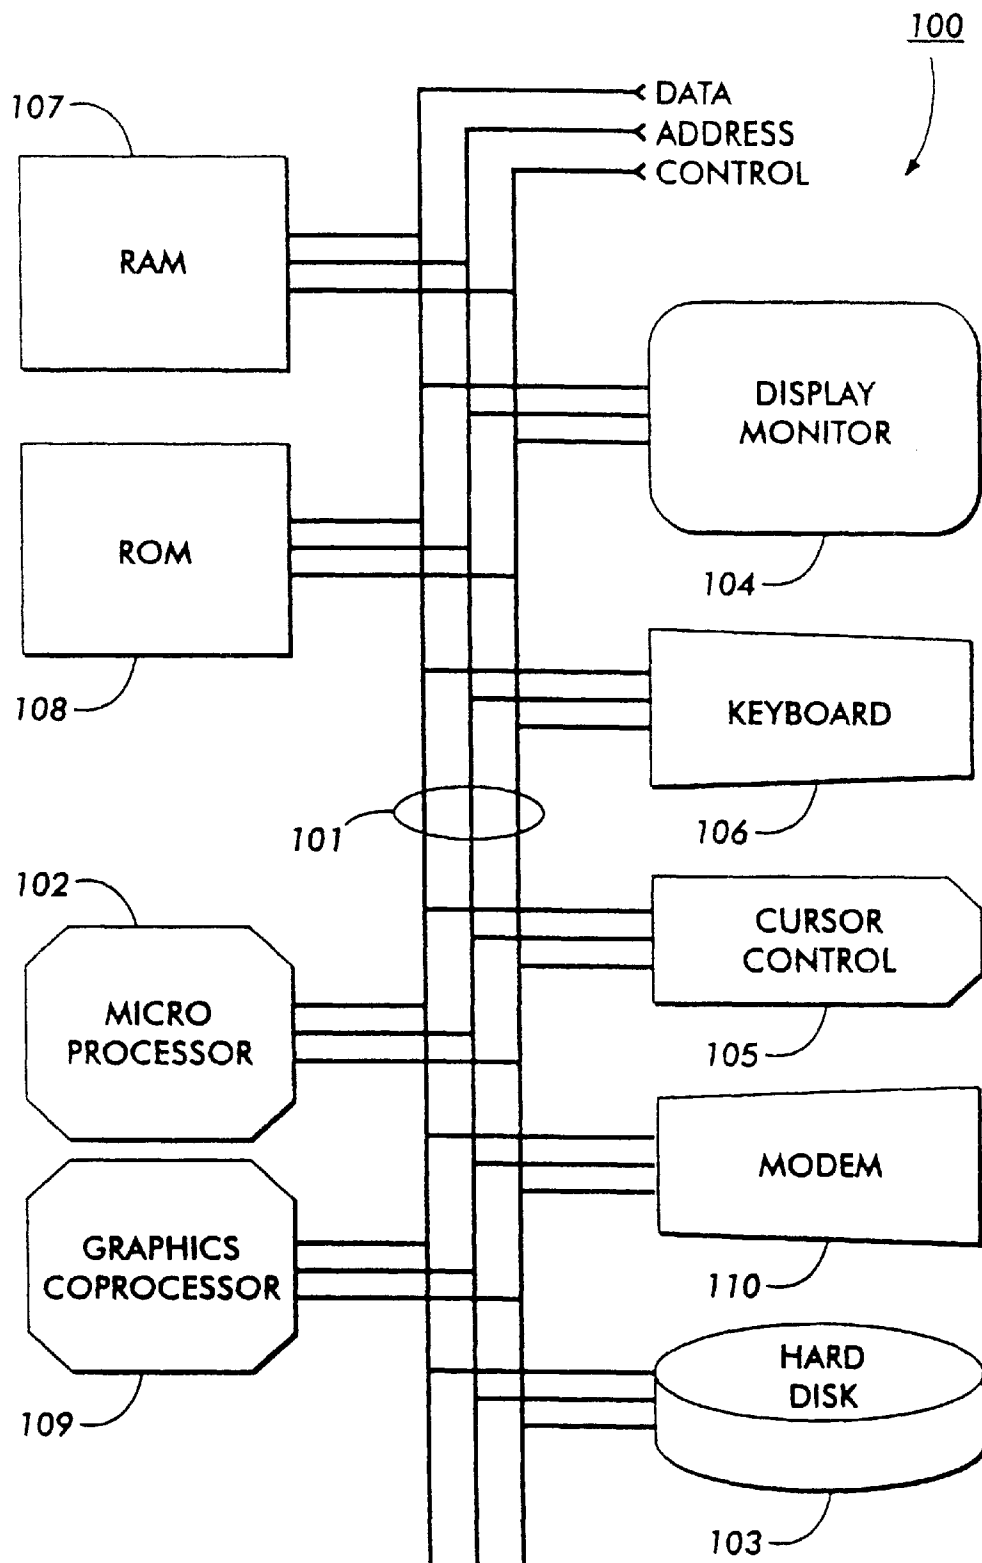 100
DATA
ADDRESS
CONTROL
107
RAM
DISPLAY
MONITOR
104
ROM
108
KEYBOARD
106
101
102
MICRO
PROCESSOR
CURSOR
CONTROL
105
MODEM
110
GRAPHICS
COPROCESSOR
109
HARD
DISK
103